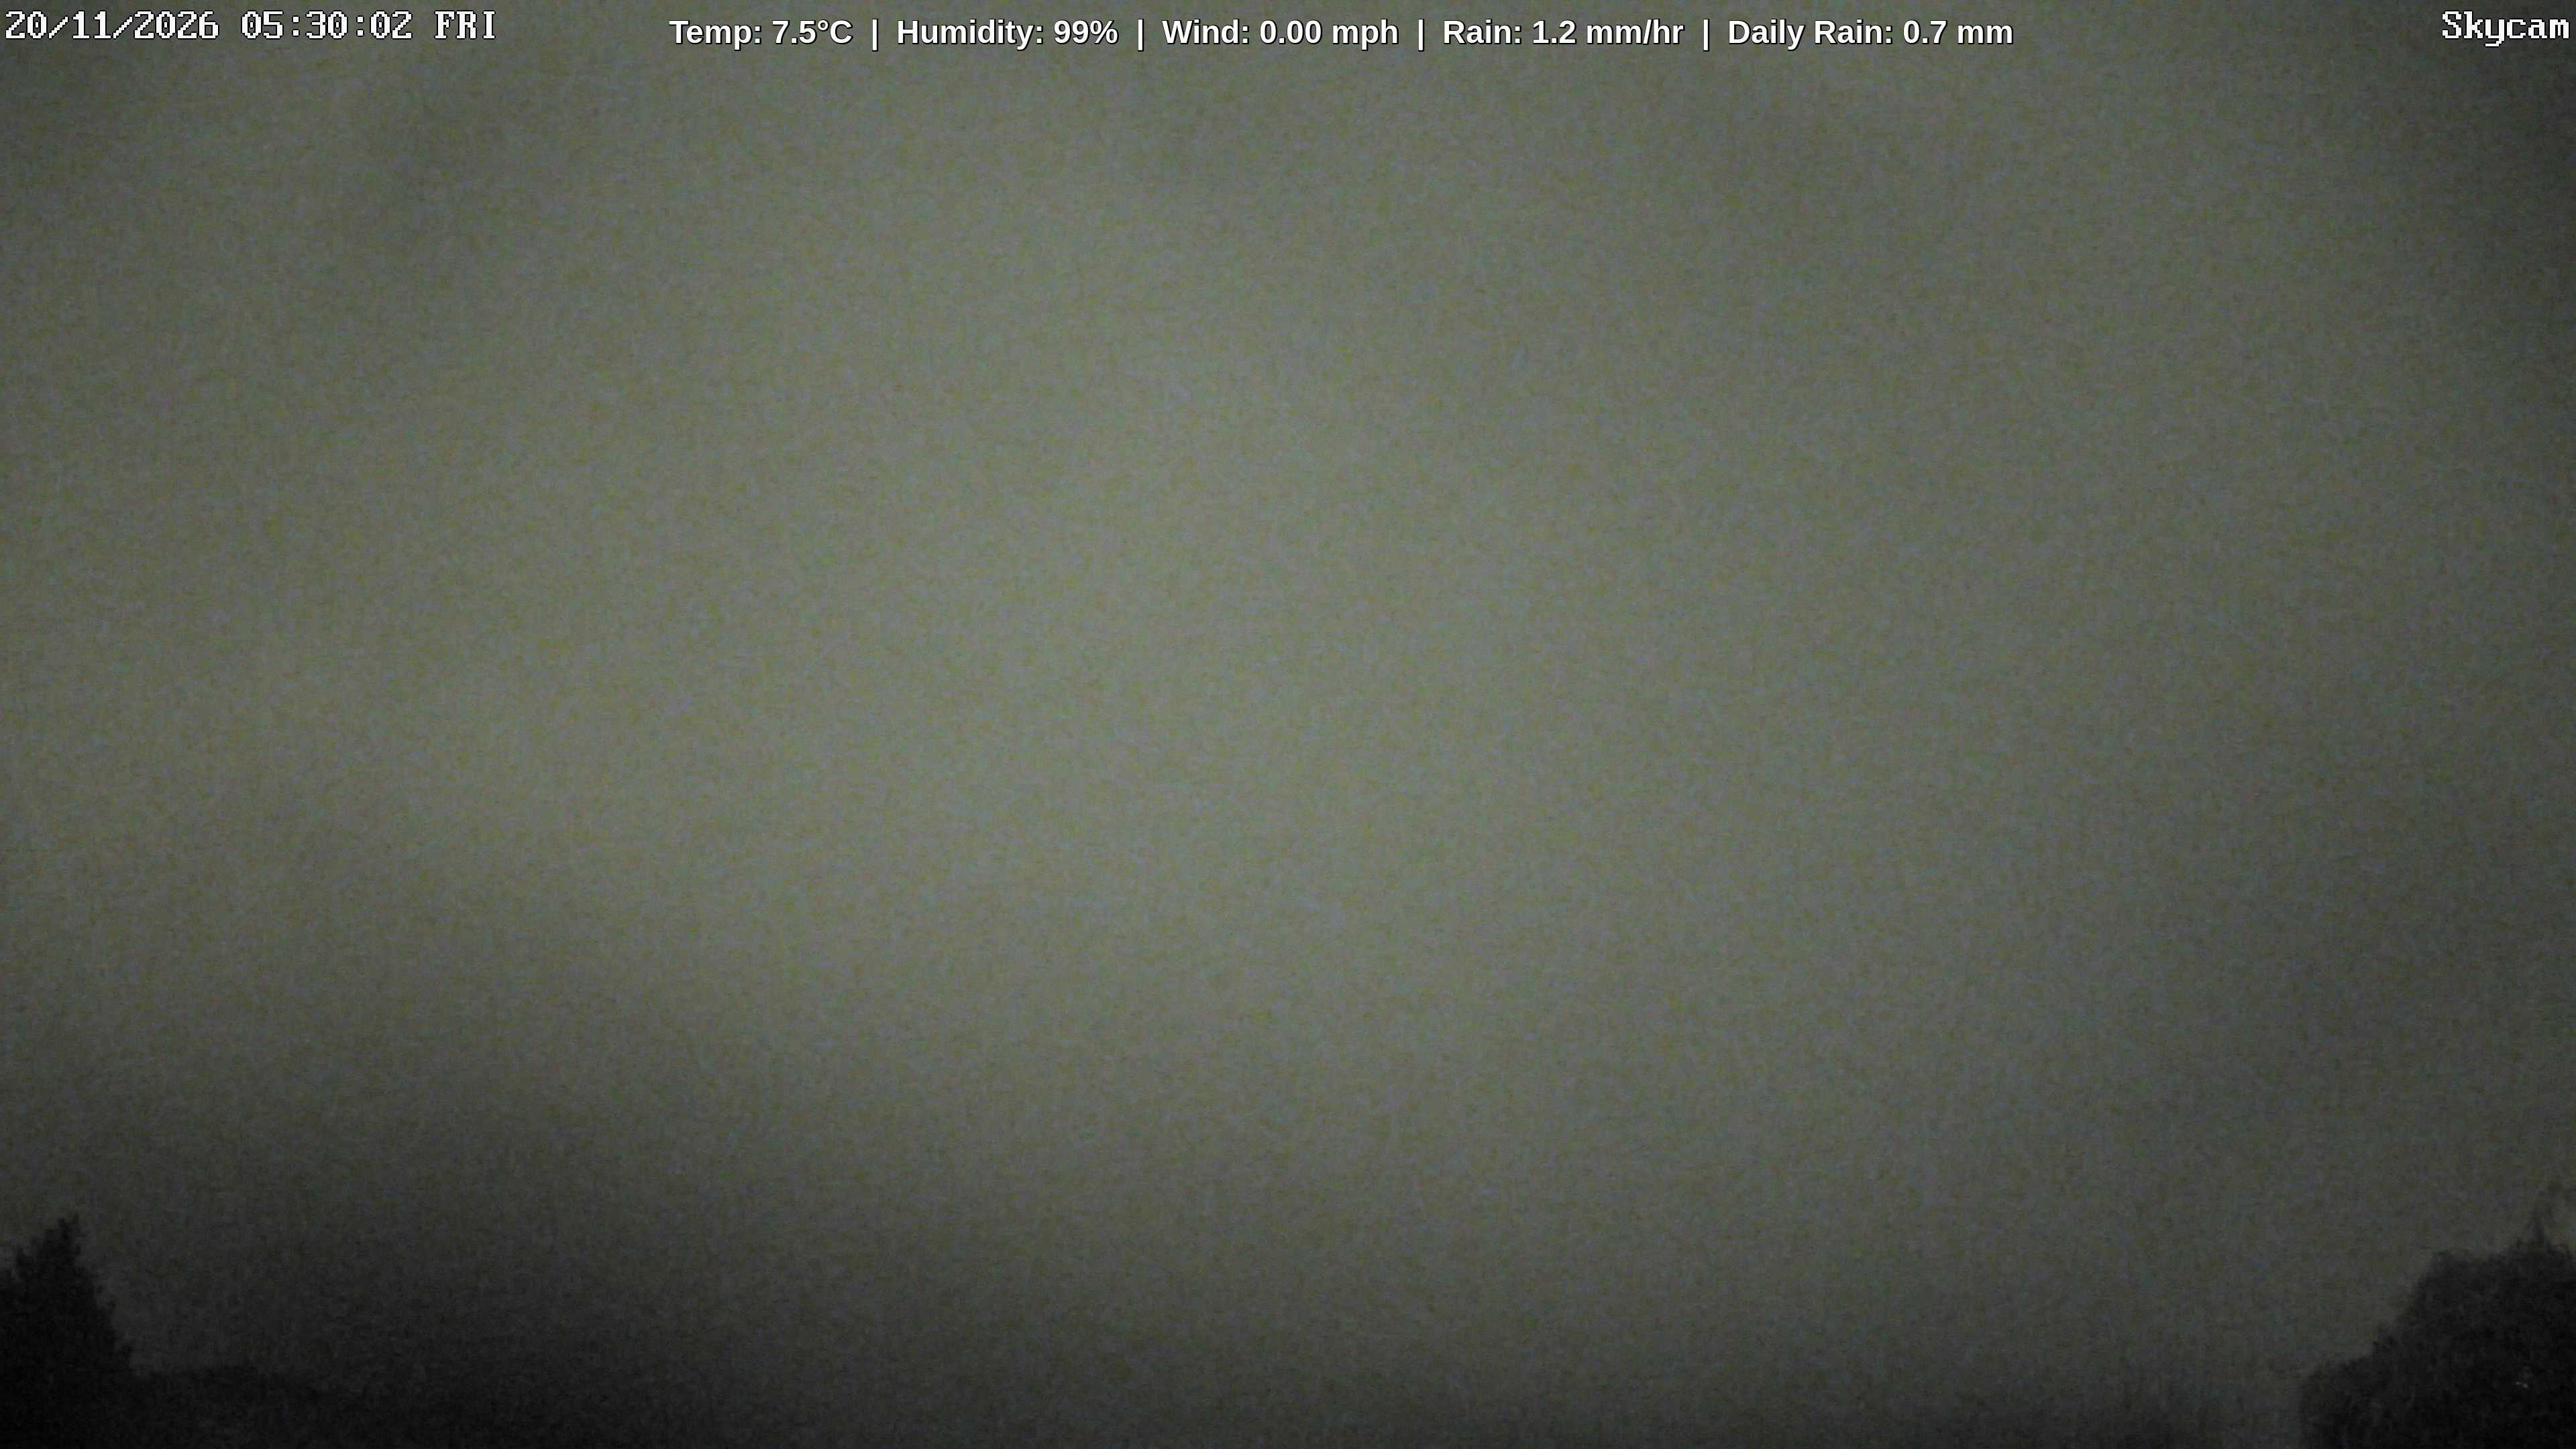 20/11/2026 05:30:02 FRI
Temp: 7.5°C | Humidity: 99% | Wind: 0.00 mph | Rain: 1.2 mm/hr | Daily Rain: 0.7 mm
Skycam